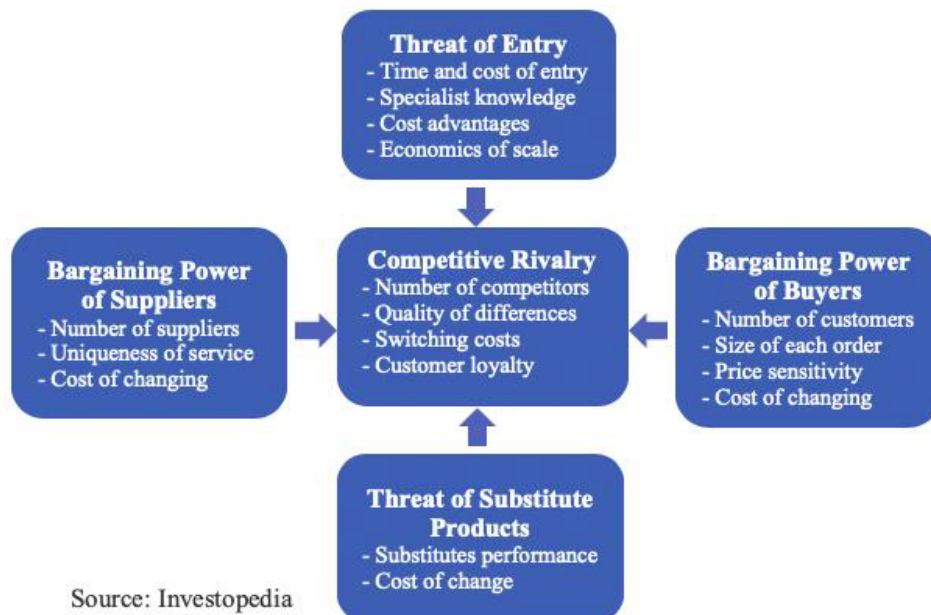 Threat of Entry
- Time and cost of entry
- Specialist knowledge
- Cost advantages
- Economics of scale
Bargaining Power
of Suppliers
- Number of suppliers
- Uniqueness of service
- Cost of changing
Competitive Rivalry
- Number of competitors
- Quality of differences
- Switching costs
- Customer loyalty
Bargaining Power
of Buyers
- Number of customers
- Size of each order
- Price sensitivity
- Cost of changing
Threat of Substitute
Products
- Substitutes performance
- Cost of change
Source: Investopedia